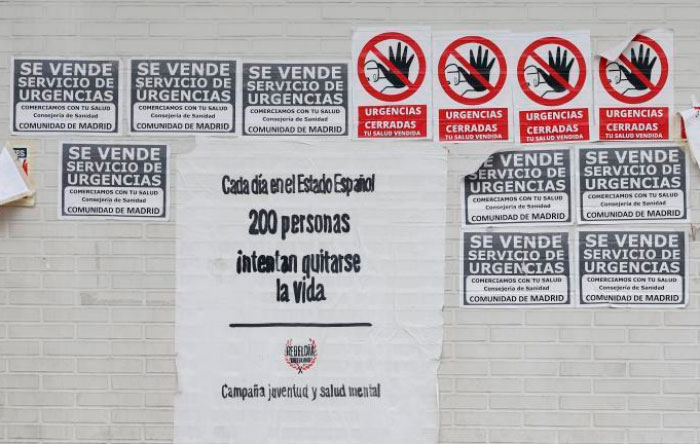 SE VENDE
SERVICIO DE
URGENCIAS
COMERCIAMOS CON TU SALUD
Consejería de Sanidad
COMUNIDAD DE MADRID
SE VENDE
SERVICIO DE
URGENCIAS
COMERCIAMOS CON TU SALUD
Consejería de Sanidad
COMUNIDAD DE MADRID
SE VENDE
SERVICIO DE
URGENCIAS
COMERCIAMOS CON TU SALUD
Consejería de Sanidad
COMUNIDAD DE MADRID
URGENCIAS
CERRADAS
TU SALUD VENDIDA
URGENCIAS
CERRADAS
TU SALUD VENDIDA
URGENCIAS
CERRADAS
TU SALUD VENDIDA
URGENCIAS
CERRADAS
TU SALUD VENDIDA
SE VENDE
SERVICIO DE
URGENCIAS
COMERCIAMOS CON TU SALUD
Consejería de Sanidad
COMUNIDAD DE MADRID
Cada día en el Estado Español
200 personas
intentan quitarse
la Vida
REBELDÍA
Campaña juventud y salud mental
VENDE
SERVICIO DE
URGENCIAS
COMERCIAMOS CON TU SALUD
Consejería de Sanidad
COMUNIDAD DE MADRID
SE VENDE
SERVICIO DE
URGENCIAS
COMERCIAMOS CON TU SALUD
Consejería de Sanidad
COMUNIDAD DE MADRID
SE VENDE
SERVICIO DE
URGENCIAS
COMERCIAMOS CON TU SALUD
Consejería de Sanidad
COMUNIDAD DE MADRID
SE VENDE
SERVICIO DE
URGENCIAS
COMERCIAMOS CON TU SALUD
Consejería de Sanidad
COMUNIDAD DE MADRID